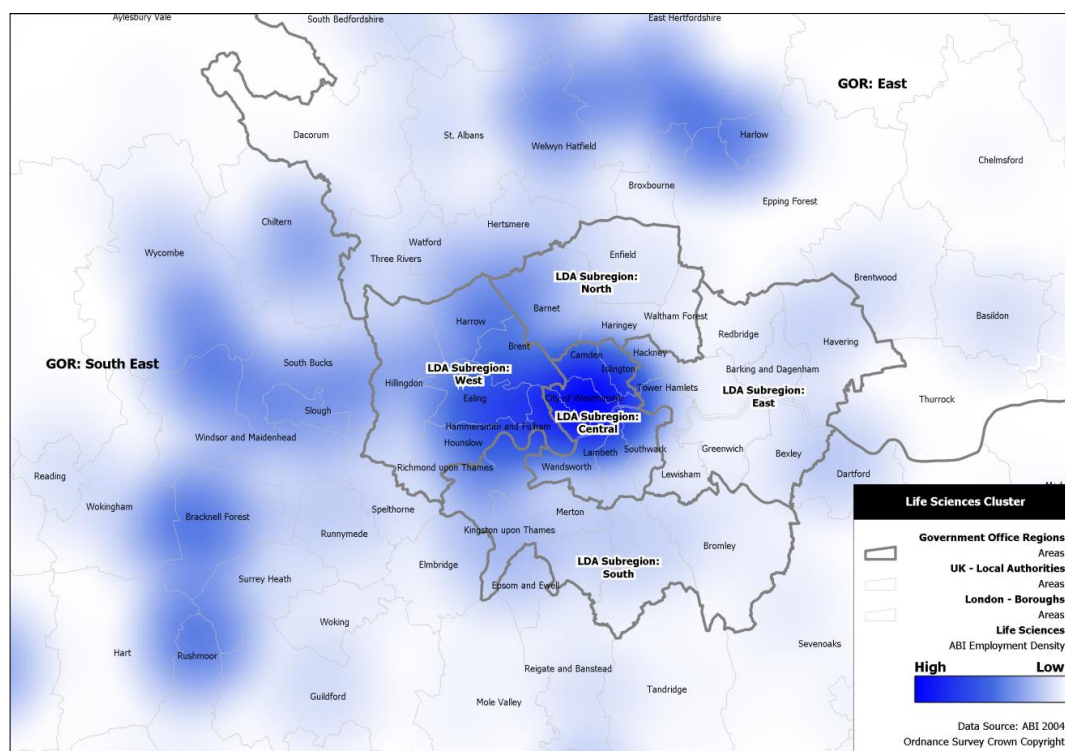 Aylesbury Vale
South Bedfordshire
East Hertfordshire
GOR: East
Dacorum
St. Albans
Harlow
Welwyn Hatfield
Chelmsford
Broxbourne
Epping Forest
Chiltern
Hertsmere
Watford
Wycombe
Three Rivers
Enfield
LDA Subregion:
North
Brentwood
Barnet
Waltham Forest
Basildon
Harrow
Haringey
Redbridge
Havering
Brent
Camden
Hackney
GOR: South East
South Bucks
LDA Subregion:
West
Islington
Barking and Dagenham
Hillingdon
Tower Hamlets
LDA Subregion:
East
Ealing
City of Westminster
Thurrock
Slough
LDA Subregion:
Central
Hammersmith and Fulham
Windsor and Maidenhead
Hounslow
Lambeth
Southwark
Greenwich
Bexley
Reading
Richmond upon Thames
Wandsworth
Lewisham
Dartford
Wokingham
Bracknell Forest
Spelthorne
Merton
Runnymede
Kingston upon Thames
Bromley
Elmbridge
LDA Subregion:
South
Surrey Heath
Epsom and Ewell
Woking
Hart
Rushmoor
Sevenoaks
Reigate and Banstead
Guildford
Mole Valley
Tandridge
Life Sciences Cluster
Government Office Regions
Areas
UK - Local Authorities
Areas
London - Boroughs
Areas
Life Sciences
ABI Employment Density
High Low
Data Source: ABI 2004
Ordnance Survey Crown Copyright